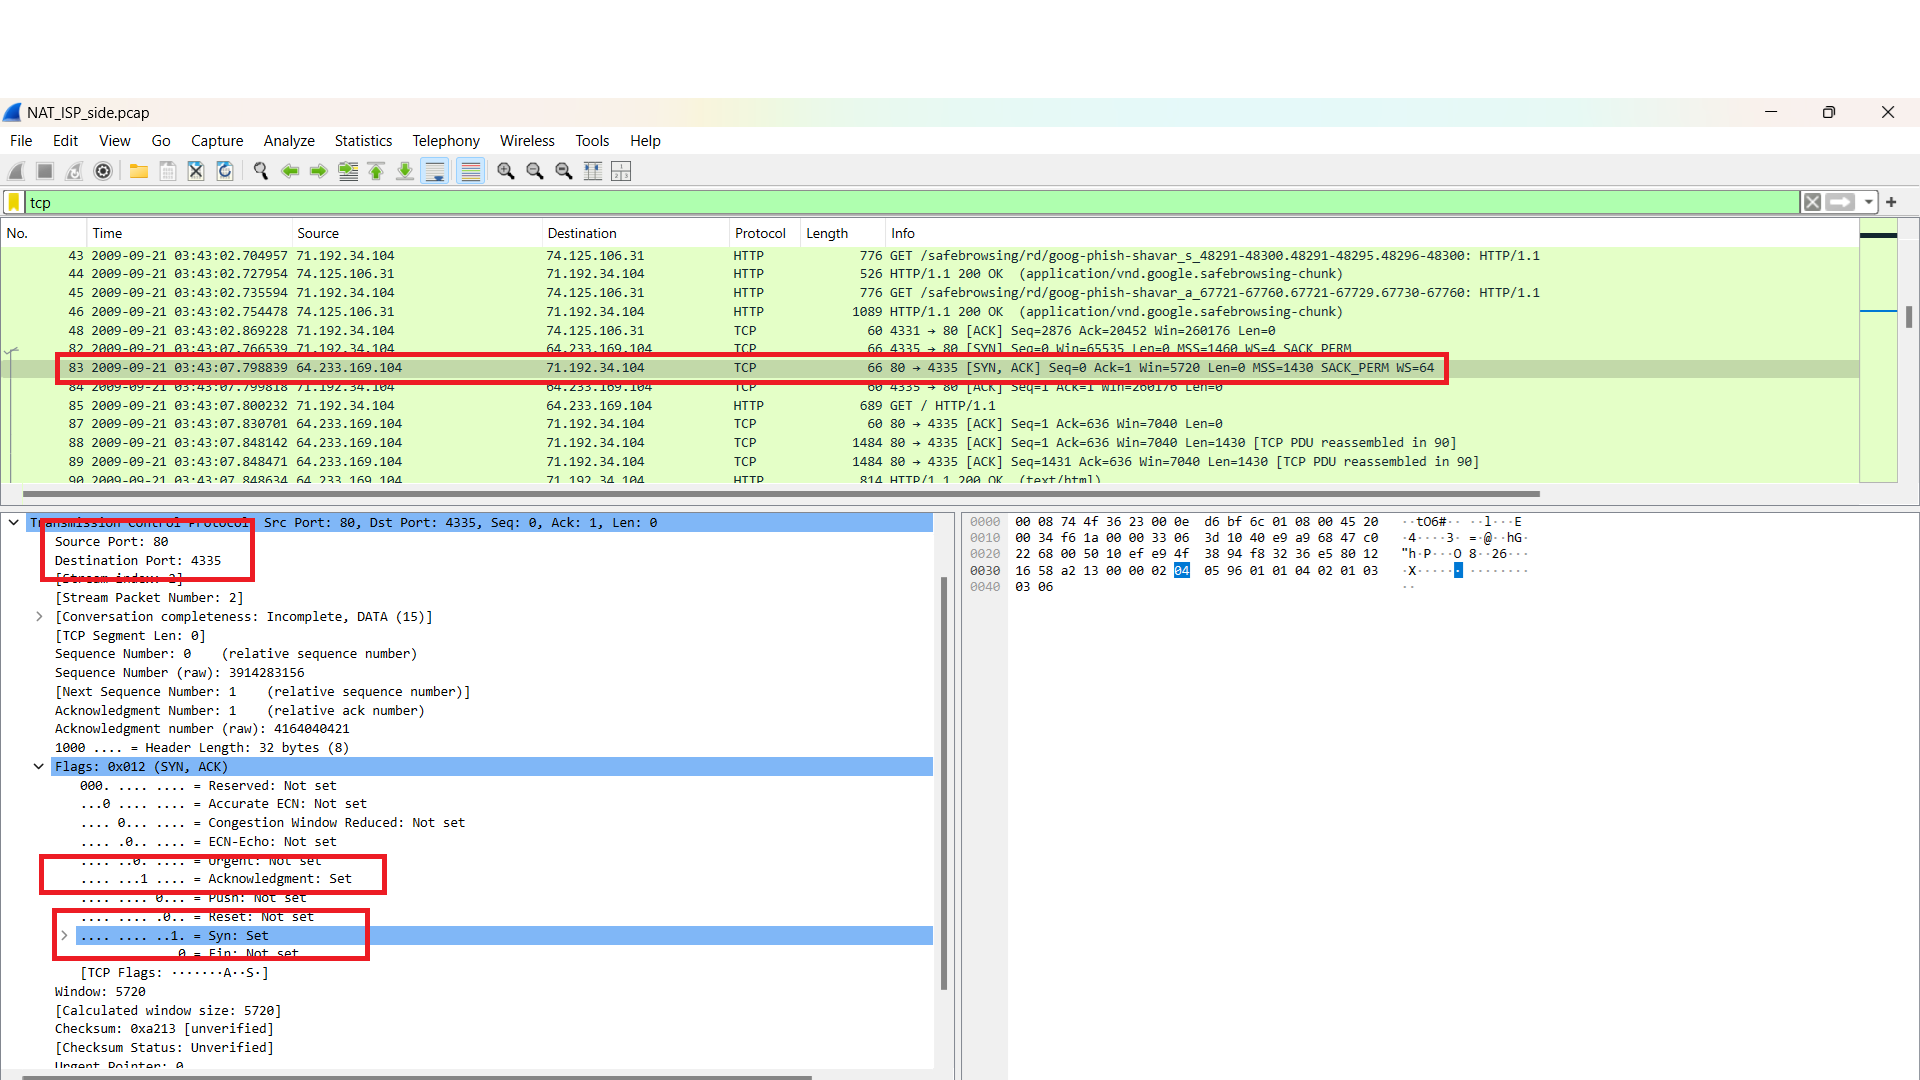 NAT_ISP_side.pcap
File Edit View Go Capture Analyze Statistics Telephony Wireless Tools Help
tcp
No. Time Source Destination Protocol Length Info
43 2009-09-21 03:43:02.704957 71.192.34.104 74.125.106.31 HTTP 776 GET /safebrowsing/rd/goog-phish-shavar_s_48291-48300.48291-48295.48296-48300: HTTP/1.1
44 2009-09-21 03:43:02.727954 74.125.106.31 71.192.34.104 HTTP 526 HTTP/1.1 200 OK (application/vnd.google.safebrowsing-chunk)
45 2009-09-21 03:43:02.735594 71.192.34.104 74.125.106.31 HTTP 776 GET /safebrowsing/rd/goog-phish-shavar_a_67721-67760.67721-67729.67730-67760: HTTP/1.1
46 2009-09-21 03:43:02.754478 74.125.106.31 71.192.34.104 HTTP 1089 HTTP/1.1 200 OK (application/vnd.google.safebrowsing-chunk)
48 2009-09-21 03:43:02.869228 71.192.34.104 74.125.106.31 TCP 60 4331 → 80 [ACK] Seq=2876 Ack=20452 Win=260176 Len=0
82 2009-09-21 03:43:07.766539 71.192.34.104 64.233.169.104 TCP 66 4335 → 80 [SYN] Seq=0 Win=65535 Len=0 MSS=1460 WS=4 SACK_PERM
83 2009-09-21 03:43:07.798839 64.233.169.104 71.192.34.104 TCP 66 80 → 4335 [SYN, ACK] Seq=0 Ack=1 Win=5720 Len=0 MSS=1430 SACK_PERM WS=64
84 2009-09-21 03:43:07.799818 71.192.34.104 64.233.169.104 TCP 60 4335 → 80 [ACK] Seq=1 Ack=1 Win=260176 Len=0
85 2009-09-21 03:43:07.800232 71.192.34.104 64.233.169.104 HTTP 689 GET / HTTP/1.1
87 2009-09-21 03:43:07.830701 64.233.169.104 71.192.34.104 TCP 60 80 → 4335 [ACK] Seq=1 Ack=636 Win=7040 Len=0
88 2009-09-21 03:43:07.848142 64.233.169.104 71.192.34.104 TCP 1484 80 → 4335 [ACK] Seq=1 Ack=636 Win=7040 Len=1430 [TCP PDU reassembled in 90]
89 2009-09-21 03:43:07.848471 64.233.169.104 71.192.34.104 TCP 1484 80 → 4335 [ACK] Seq=1431 Ack=636 Win=7040 Len=1430 [TCP PDU reassembled in 90]
90 2009-09-21 03:43:07.848634 64.233.169.104 71.192.34.104 HTTP 814 HTTP/1.1 200 OK (text/html)
Transmission Control Protocol, Src Port: 80, Dst Port: 4335, Seq: 0, Ack: 1, Len: 0
Source Port: 80
Destination Port: 4335
[Stream index: 2]
[Stream Packet Number: 2]
[Conversation completeness: Incomplete, DATA (15)]
[TCP Segment Len: 0]
Sequence Number: 0 (relative sequence number)
Sequence Number (raw): 3914283156
[Next Sequence Number: 1 (relative sequence number)]
Acknowledgment Number: 1 (relative ack number)
Acknowledgment number (raw): 4164040421
1000 .... = Header Length: 32 bytes (8)
Flags: 0x012 (SYN, ACK)
000. .... .... = Reserved: Not set
...0 .... .... = Accurate ECN: Not set
.... 0... .... = Congestion Window Reduced: Not set
.... .0.. .... = ECN-Echo: Not set
.... ..0. .... = Urgent: Not set
.... ...1 .... = Acknowledgment: Set
.... .... 0... = Push: Not set
.... .... .0.. = Reset: Not set
.... .... ..1. = Syn: Set
0 = Fin: Not set
[TCP Flags: ·······A··S·]
Window: 5720
[Calculated window size: 5720]
Checksum: 0xa213 [unverified]
[Checksum Status: Unverified]
Urgent Pointer: 0
0000 00 08 74 4f 36 23 00 0e d6 bf 6c 01 08 00 45 20 ··tO6#·· ··l···E
0010 00 34 f6 1a 00 00 33 06 3d 10 40 e9 a9 68 47 c0 ·4····3· =·@··hG·
0020 22 68 00 50 10 ef e9 4f 38 94 f8 32 36 e5 80 12 "h·P···O 8··26···
0030 16 58 a2 13 00 00 02 04 05 96 01 01 04 02 01 03 ·X······ ········
0040 03 06 ··